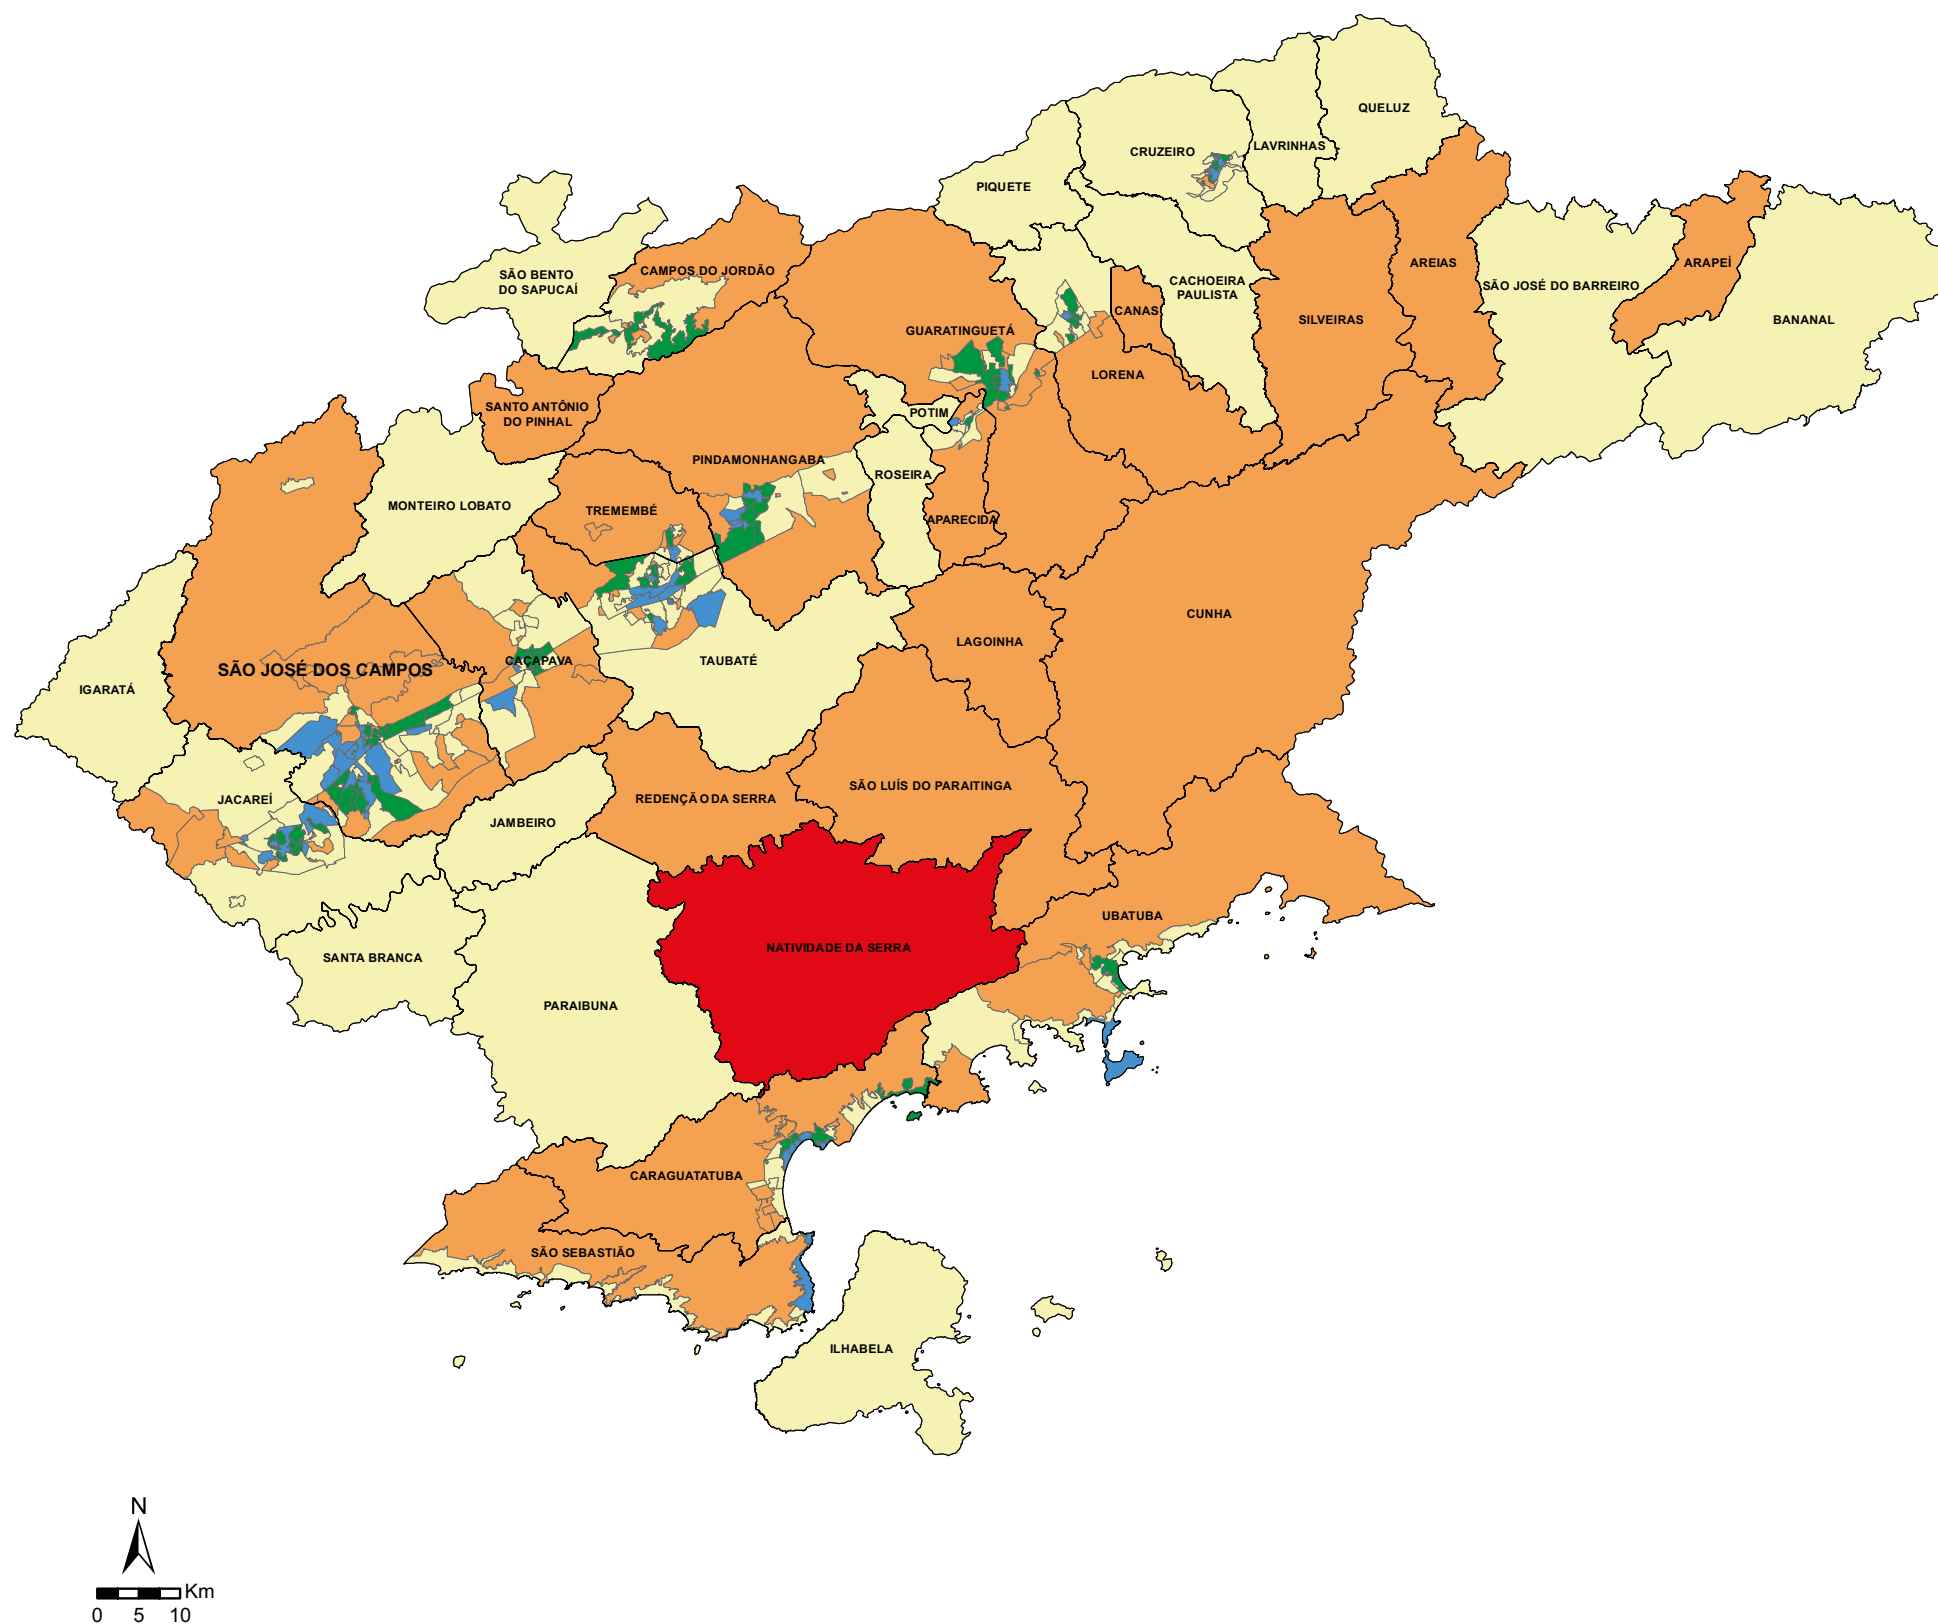 QUELUZ
LAVRINHAS
CRUZEIRO
PIQUETE
SÃO BENTO
DO SAPUCAÍ
CAMPOS DO JORDÃO
CACHOEIRA
PAULISTA
AREIAS
ARAPEÍ
SÃO JOSÉ DO BARREIRO
BANANAL
CANAS
SILVEIRAS
GUARATINGUETÁ
LORENA
SANTO ANTÔNIO
DO PINHAL
POTIM
PINDAMONHANGABA
ROSEIRA
MONTEIRO LOBATO
TREMEMBÉ
APARECIDA
CUNHA
LAGOINHA
CAÇAPAVA
TAUBATÉ
SÃO JOSÉ DOS CAMPOS
IGARATÁ
SÃO LUÍS DO PARAITINGA
REDENÇÃO DA SERRA
JACAREÍ
JAMBEIRO
UBATUBA
NATIVIDADE DA SERRA
SANTA BRANCA
PARAIBUNA
CARAGUATATUBA
SÃO SEBASTIÃO
ILHABELA
N
Km
0 5 10